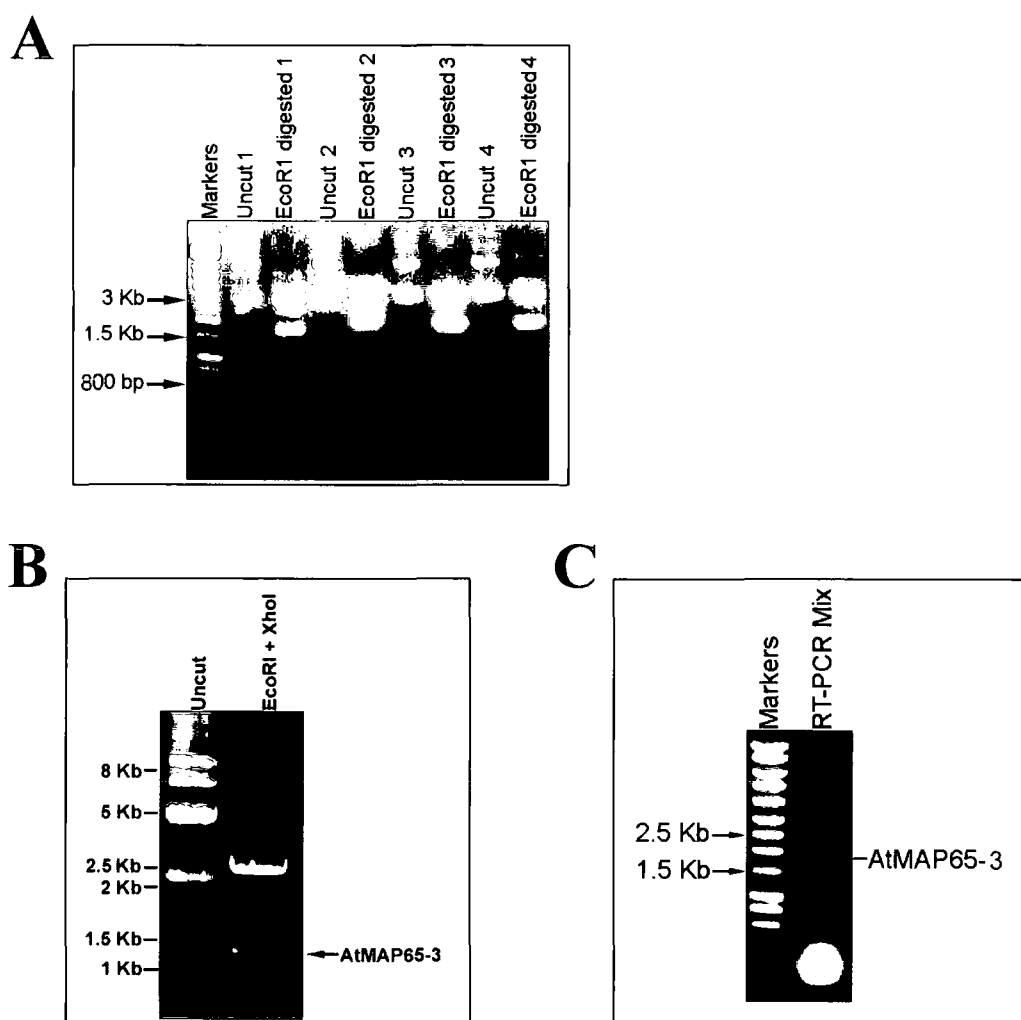 A
Markers
Uncut 1
EcoR1 digested 1
Uncut 2
EcoR1 digested 2
Uncut 3
EcoR1 digested 3
Uncut 4
EcoR1 digested 4
3 Kb
1.5 Kb
800 bp
B
Uncut
EcoRI + XhoI
8 Kb
5 Kb
2.5 Kb
2 Kb
1.5 Kb
1 Kb
AtMAP65-3
C
Markers
RT-PCR Mix
2.5 Kb
1.5 Kb
AtMAP65-3